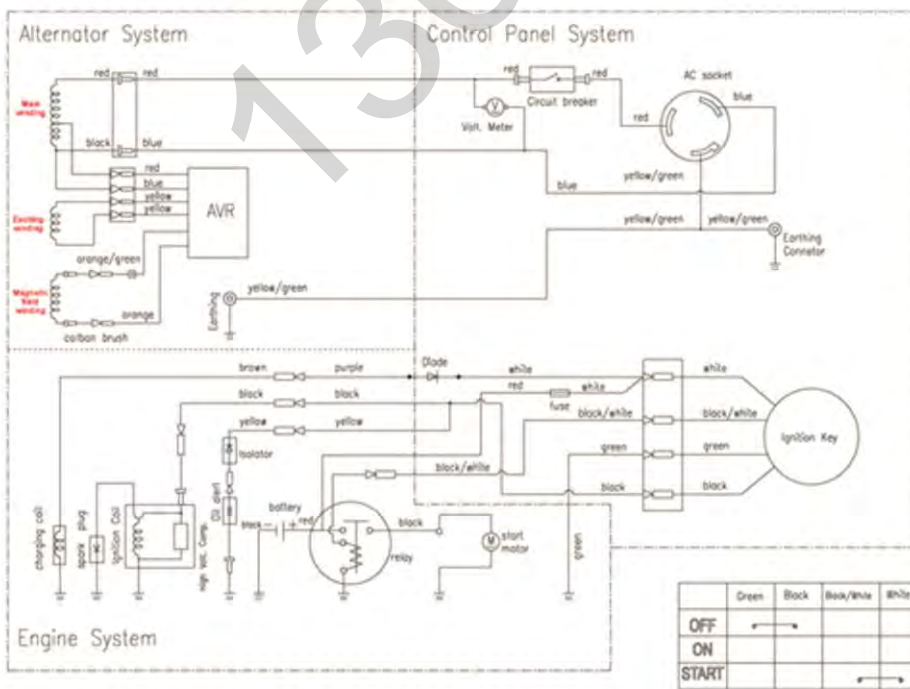 130
Alternator System
Control Panel System
red
red
red
red
AC socket
Main
winding
Circuit breaker
blue
V
Volt. Meter
red
black
blue
red
blue
yellow
yellow
AVR
yellow/green
blue
Exciting
winding
yellow/green
yellow/green
Earthing
Connetor
orange/green
Magnetic
field
winding
yellow/green
Earthing
orange
calbon brush
brown
purple
Diode
white
white
red
white
fuse
black
black
black/white
black/white
Ignition Key
yellow
yellow
Isolator
green
green
black/white
black
black
Oil alert
battery
black
red
black
charging coil
spark plug
Ignition Coil
relay
M
start
motor
green
Engine System
Green
Black
Black/White
White
OFF
ON
START